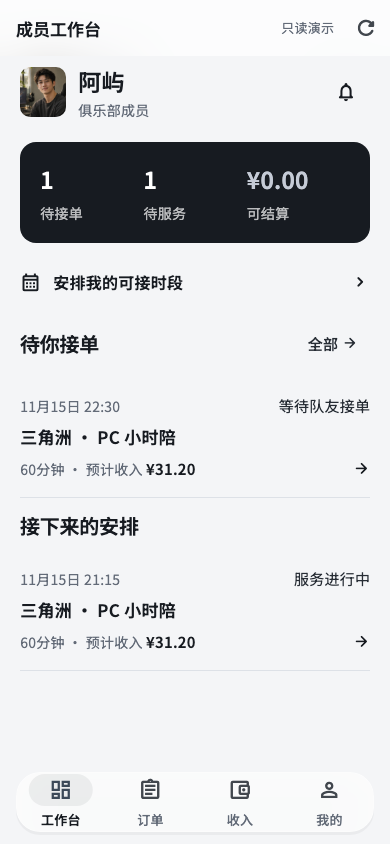 成员工作台
只读演示
阿屿
俱乐部成员
1
待接单
1
待服务
¥0.00
可结算
安排我的可接时段
待你接单
全部
11月15日 22:30
等待队友接单
三角洲 · PC 小时陪
60分钟 · 预计收入 ¥31.20
接下来的安排
11月15日 21:15
服务进行中
三角洲 · PC 小时陪
60分钟 · 预计收入 ¥31.20
工作台
订单
收入
我的